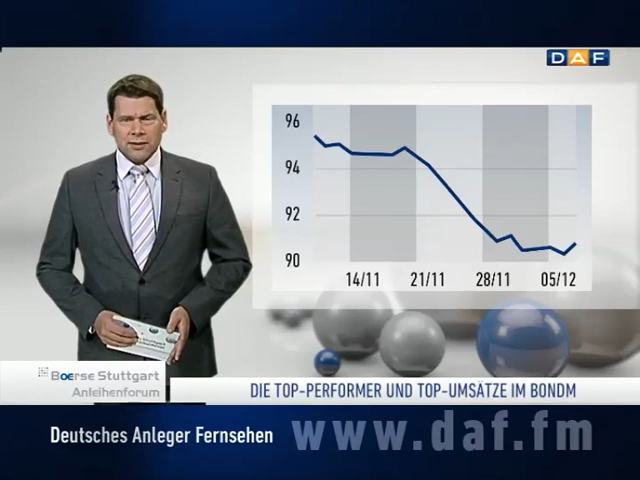 DAF
96
94
92
90
14/11 21/11 28/11 05/12
Boerse Stuttgart
Anleihenforum
DIE TOP-PERFORMER UND TOP-UMSÄTZE IM BONDM
Deutsches Anleger Fernsehen www.daf.fm